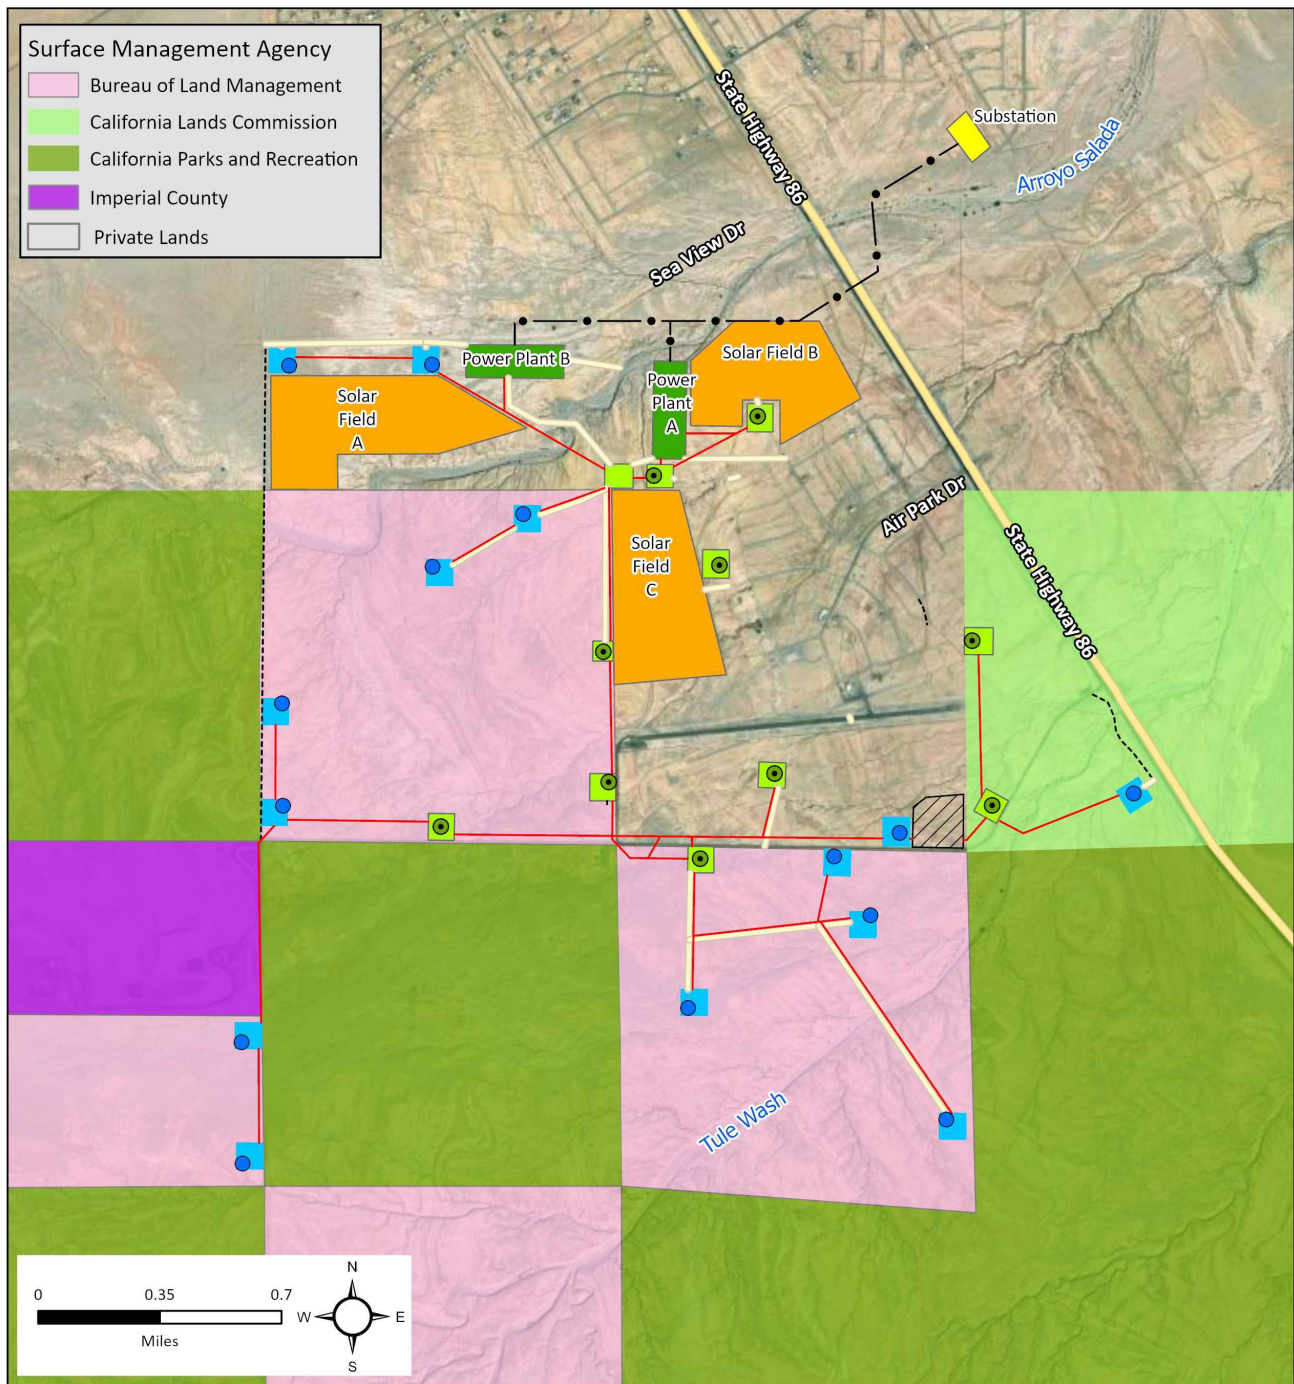 Surface Management Agency
Bureau of Land Management
California Lands Commission
California Parks and Recreation
Imperial County
Private Lands
State Highway 86
Substation
Arroyo Salada
Sea View Dr
Power Plant B
Solar Field B
Power
Plant
A
Solar
Field
A
Air Park Dr
Solar
Field
C
State Highway 86
Tule Wash
0 0.35 0.7
Miles
N
W E
S